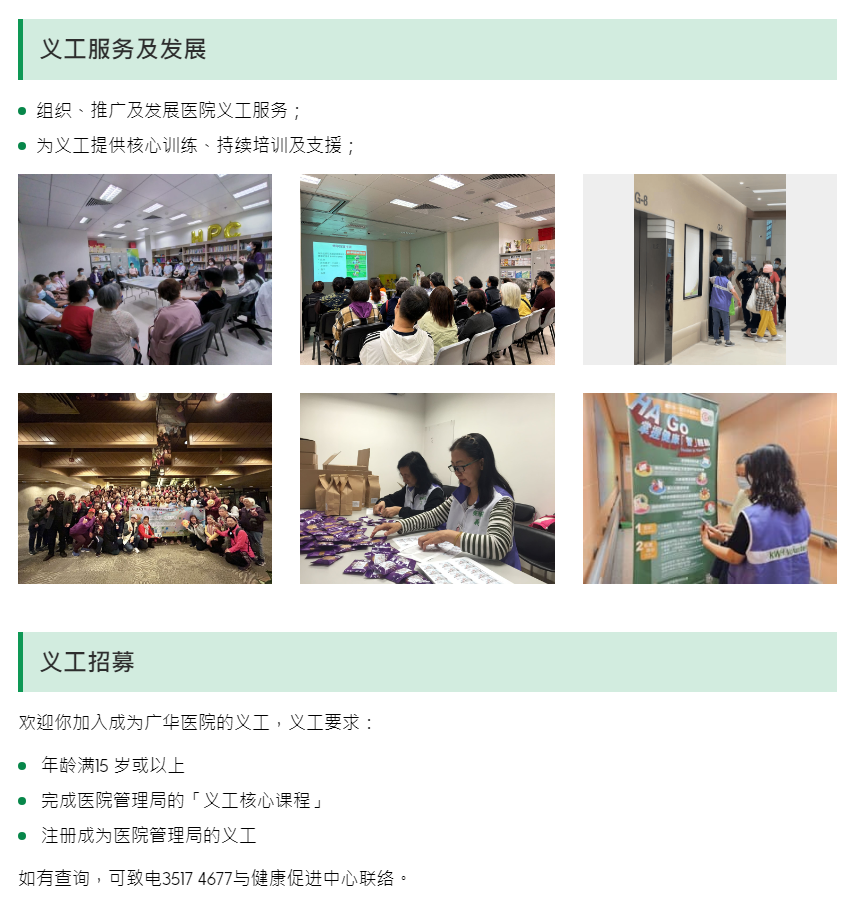 义工服务及发展
组织、推广及发展医院义工服务；
为义工提供核心训练、持续培训及支援；
HPC
G-8
HA Go
1
2
义工招募
欢迎你加入成为广华医院的义工，义工要求：
年龄满15 岁或以上
完成医院管理局的「义工核心课程」
注册成为医院管理局的义工
如有查询，可致电3517 4677与健康促进中心联络。